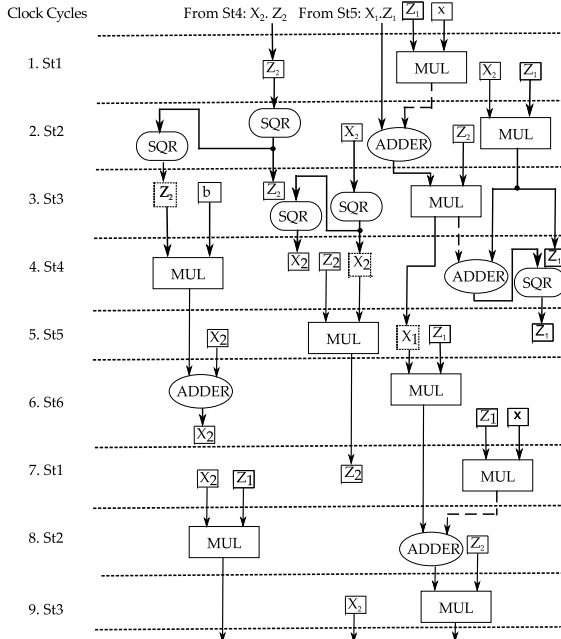 Clock Cycles From St4: X2. Z2 From St5: X1.Z1 Z1 x
1. St1 Z2 MUL X2 Z1
2. St2 SQR SQR X2 ADDER Z2 MUL
3. St3 Z2 b Z2 SQR SQR MUL
4. St4 MUL X2 Z2 X2 ADDER Z1 SQR
5. St5 X2 MUL X1 Z1 Z1
6. St6 ADDER X2 MUL Z1 x
7. St1 X2 Z1 Z2 MUL
8. St2 MUL ADDER Z2
9. St3 X2 MUL